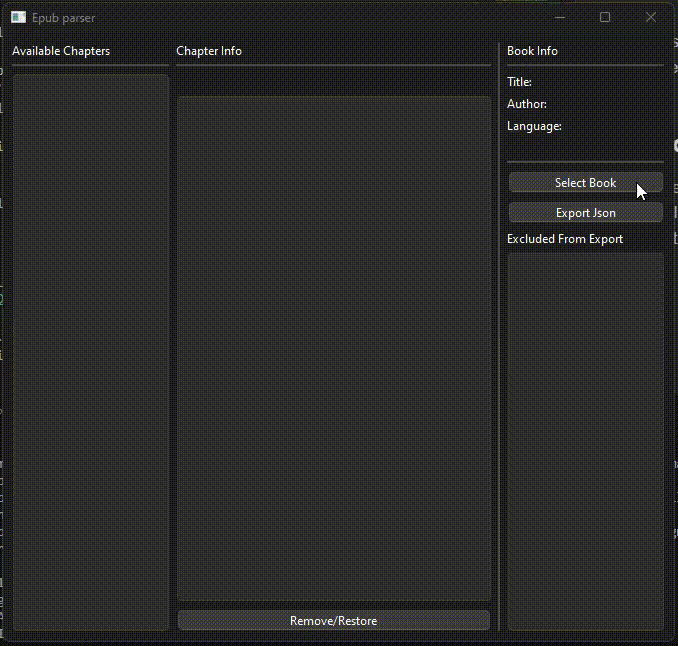 Epub parser
Available Chapters
Chapter Info
Book Info
Title:
Author:
Language:
Select Book
Export Json
Excluded From Export
Remove/Restore